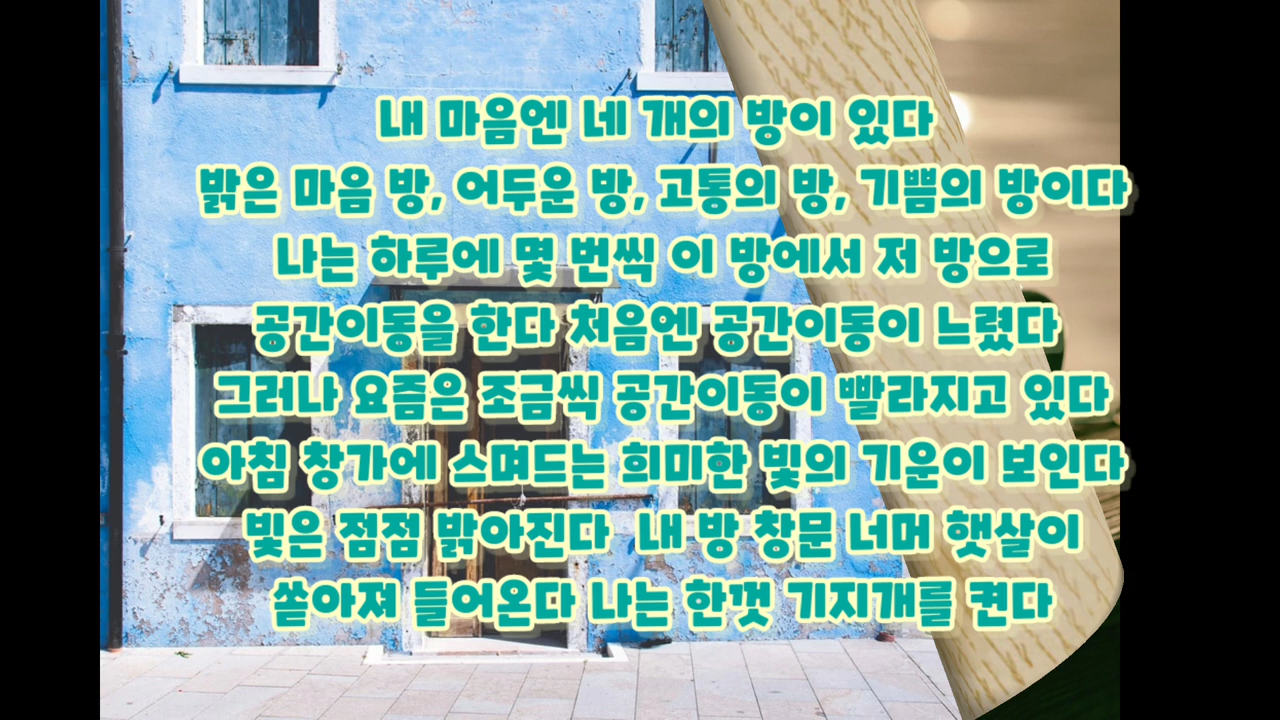 내 마음엔 네 개의 방이 있다
밝은 마음 방, 어두운 방, 고통의 방, 기쁨의 방이다
나는 하루에 몇 번씩 이 방에서 저 방으로
공간이동을 한다 처음엔 공간이동이 느렸다
그러나 요즘은 조금씩 공간이동이 빨라지고 있다
아침 창가에 스며드는 희미한 빛의 기운이 보인다
빛은 점점 밝아진다  내 방 창문 너머 햇살이
쏟아져 들어온다 나는 한껏 기지개를 켠다